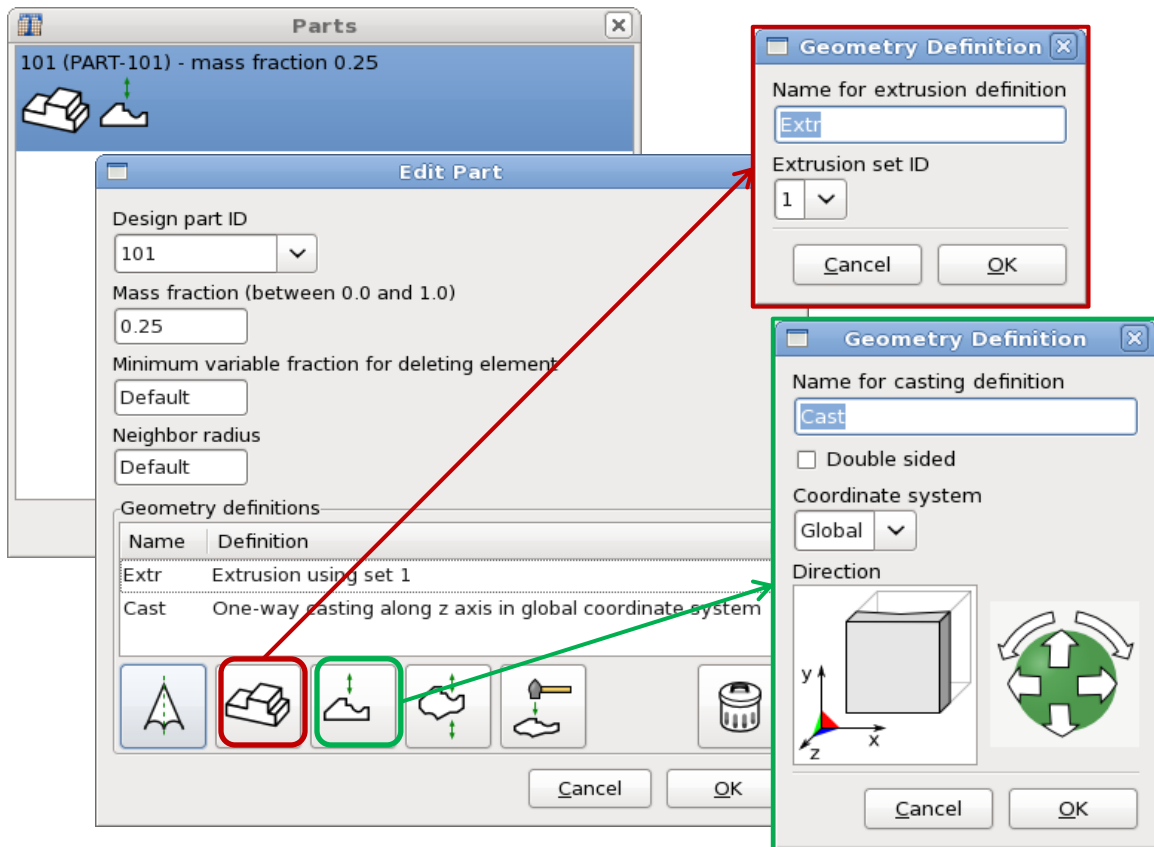 Parts
101 (PART-101) - mass fraction 0.25
Edit Part
Design part ID
101
Mass fraction (between 0.0 and 1.0)
0.25
Minimum variable fraction for deleting element
Default
Neighbor radius
Default
Geometry definitions
Name Definition
Extr Extrusion using set 1
Cast One-way casting along z axis in global coordinate system
Cancel OK
Geometry Definition
Name for extrusion definition
Extr
Extrusion set ID
1
Cancel OK
Geometry Definition
Name for casting definition
Cast
Double sided
Coordinate system
Global
Direction
y
x
z
Cancel OK